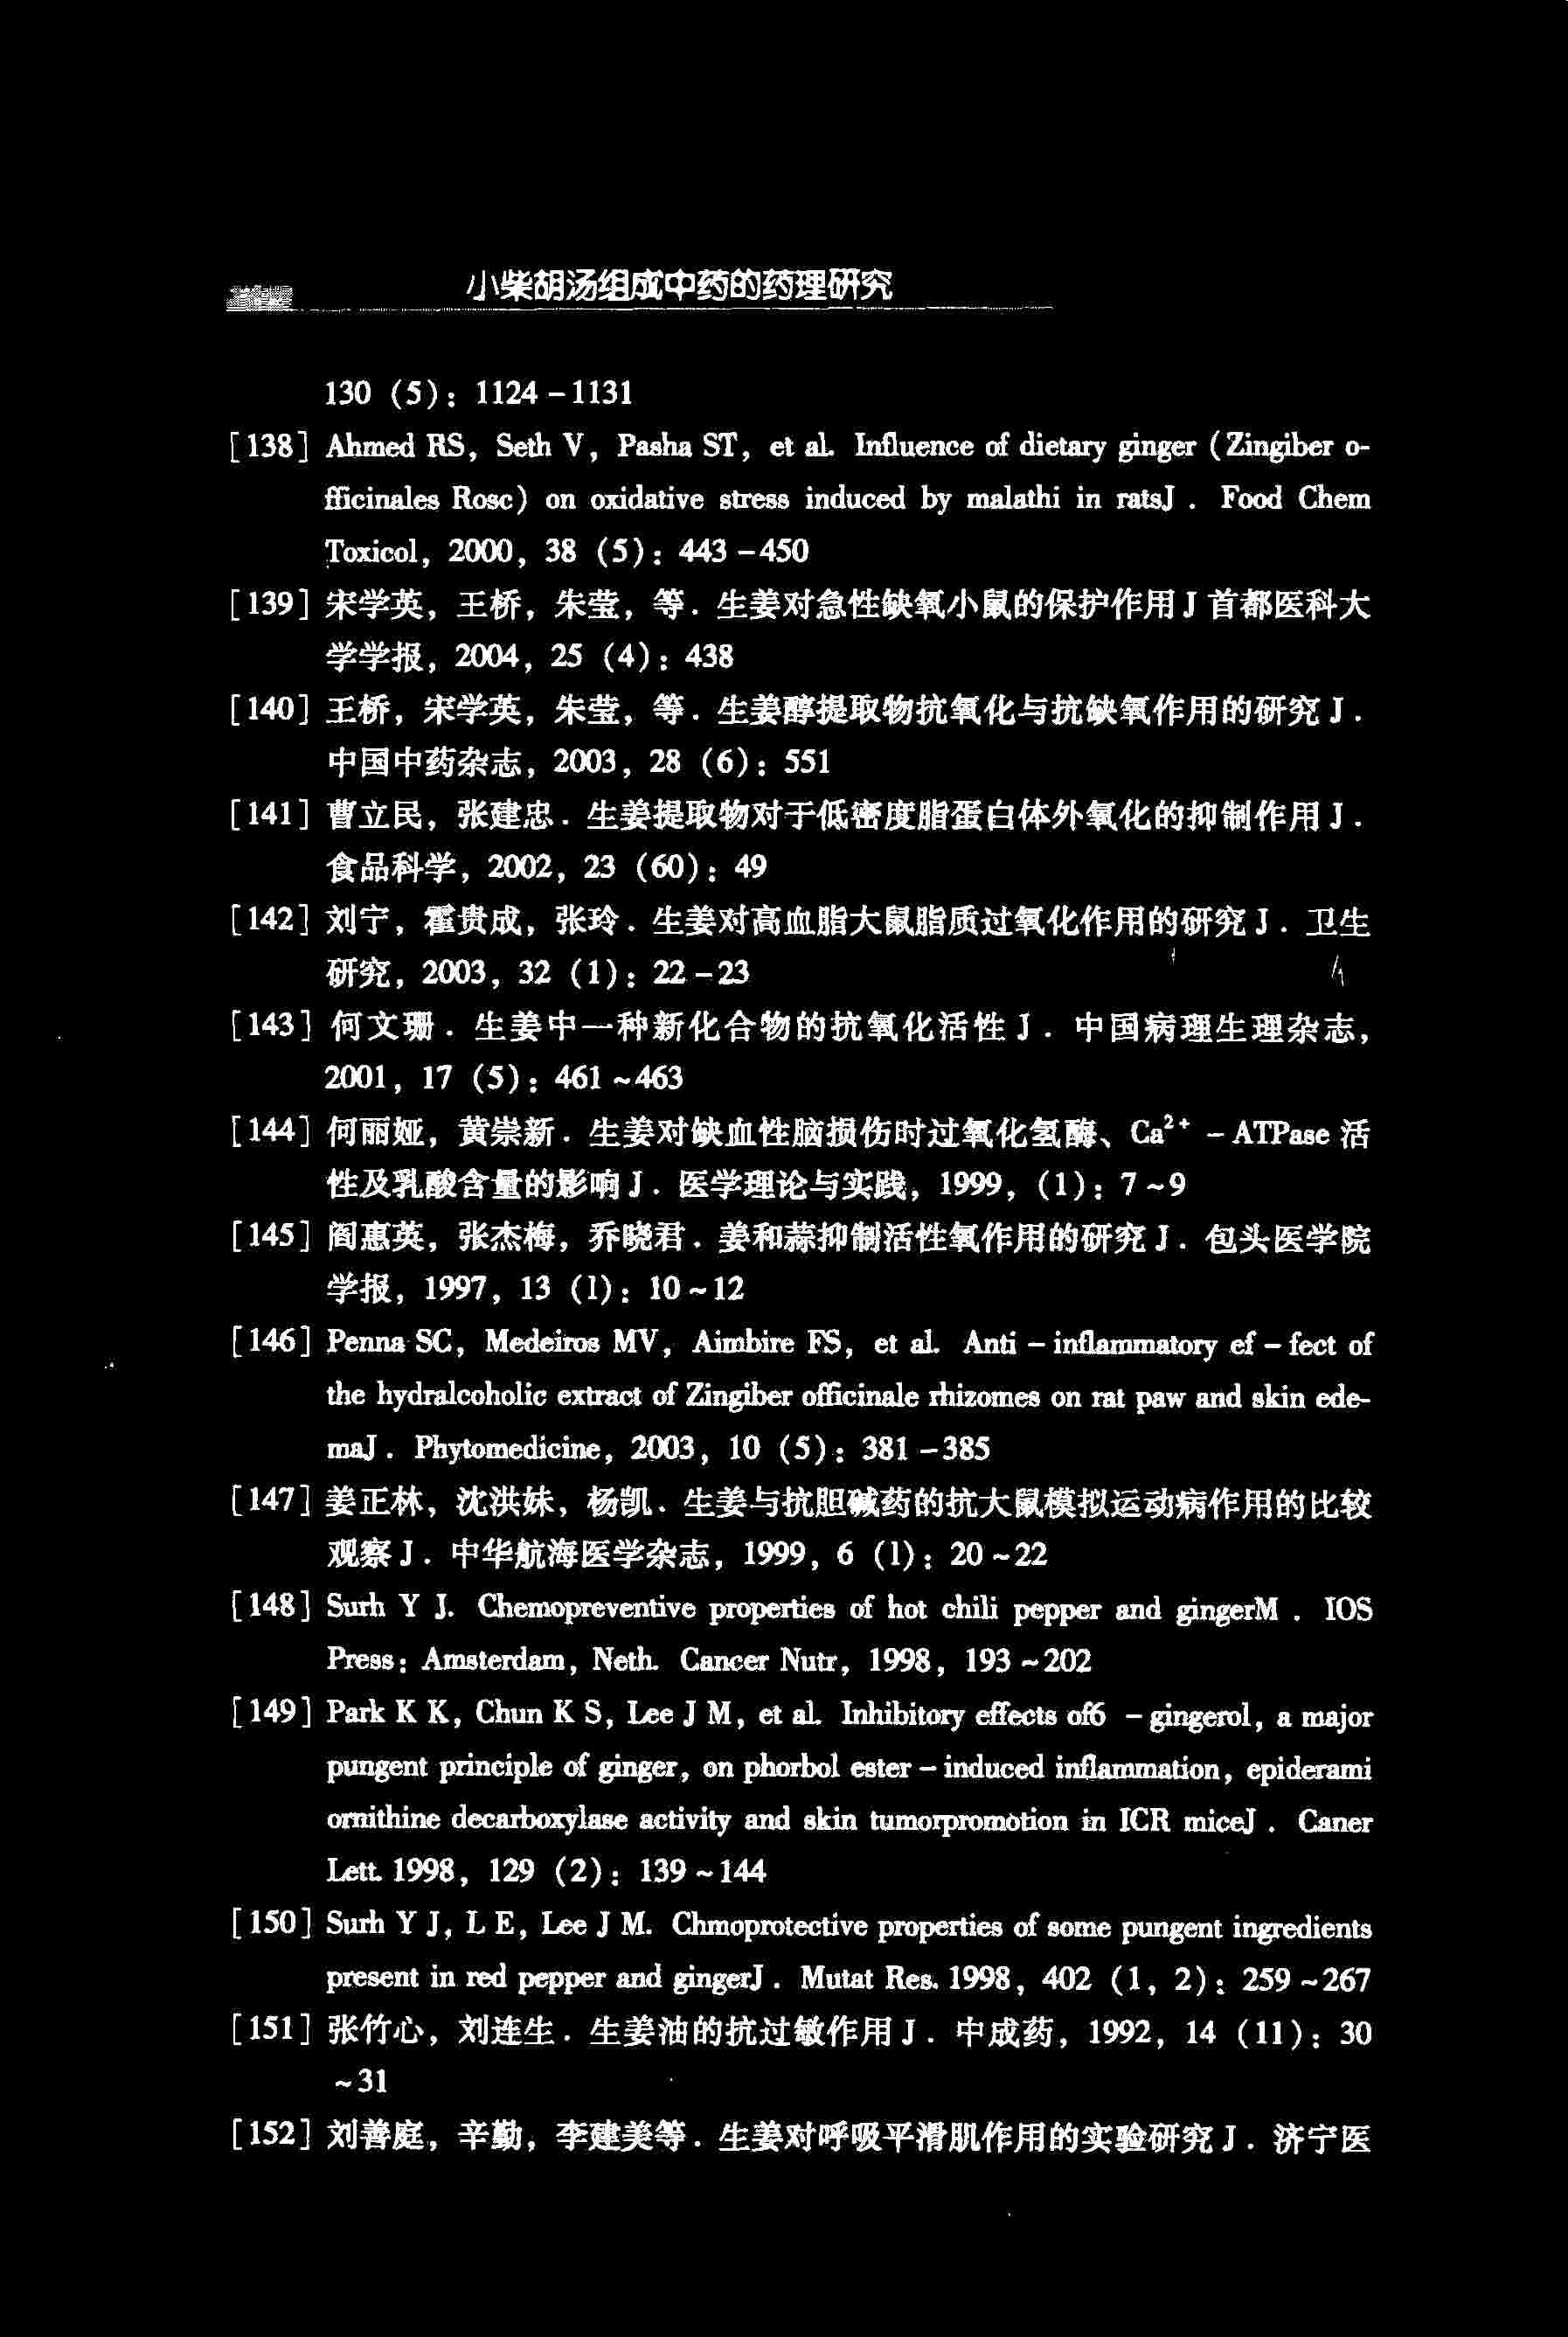 小柴胡汤组成中药的药理研究
130 (5): 1124-1131
[138] Ahmed RS, Seth V, Pasha ST, et al. Influence of dietary ginger (Zingiber o-
fficinales Rosc) on oxidative stress induced by malathi in ratsJ. Food Chem
Toxicol, 2000, 38 (5): 443-450
[139] 宋学英, 王桥, 朱莹, 等. 生姜对急性缺氧小鼠的保护作用J首都医科大
学学报, 2004, 25 (4): 438
[140] 王桥, 宋学英, 朱莹, 等. 生姜醇提取物抗氧化与抗缺氧作用的研究J.
中国中药杂志, 2003, 28 (6): 551
[141] 曹立民, 张建忠. 生姜提取物对于低密度脂蛋白体外氧化的抑制作用J.
食品科学, 2002, 23 (60): 49
[142] 刘宁, 霍贵成, 张玲. 生姜对高血脂大鼠脂质过氧化作用的研究J. 卫生
研究, 2003, 32 (1): 22-23
[143] 何文珊. 生姜中一种新化合物的抗氧化活性J. 中国病理生理杂志,
2001, 17 (5): 461~463
[144] 何丽娅, 黄崇新. 生姜对缺血性脑损伤时过氧化氢酶、Ca²⁺-ATPase活
性及乳酸含量的影响J. 医学理论与实践, 1999, (1): 7~9
[145] 阎惠英, 张杰梅, 乔晓君. 姜和蒜抑制活性氧作用的研究J. 包头医学院
学报, 1997, 13 (1): 10~12
[146] Penna SC, Medeiros MV, Aimbire FS, et al. Anti-inflammatory ef-fect of
the hydralcoholic extract of Zingiber officinale rhizomes on rat paw and skin ede-
maJ. Phytomedicine, 2003, 10 (5): 381-385
[147] 姜正林, 沈洪妹, 杨凯. 生姜与抗胆碱药的抗大鼠模拟运动病作用的比较
观察J. 中华航海医学杂志, 1999, 6 (1): 20~22
[148] Surh Y J. Chemopreventive properties of hot chili pepper and gingerM. IOS
Press: Amsterdam, Neth. Cancer Nutr, 1998, 193~202
[149] Park K K, Chun K S, Lee J M, et al. Inhibitory effects of6-gingerol, a major
pungent principle of ginger, on phorbol ester-induced inflammation, epiderami
ornithine decarboxylase activity and skin tumorpromotion in ICR miceJ. Caner
Lett. 1998, 129 (2): 139~144
[150] Surh Y J, L E, Lee J M. Chmoprotective properties of some pungent ingredients
present in red pepper and gingerJ. Mutat Res. 1998, 402 (1, 2): 259~267
[151] 张竹心, 刘连生. 生姜油的抗过敏作用J. 中成药, 1992, 14 (11): 30
~31
[152] 刘善庭, 辛勤, 李建美等. 生姜对呼吸平滑肌作用的实验研究J. 济宁医